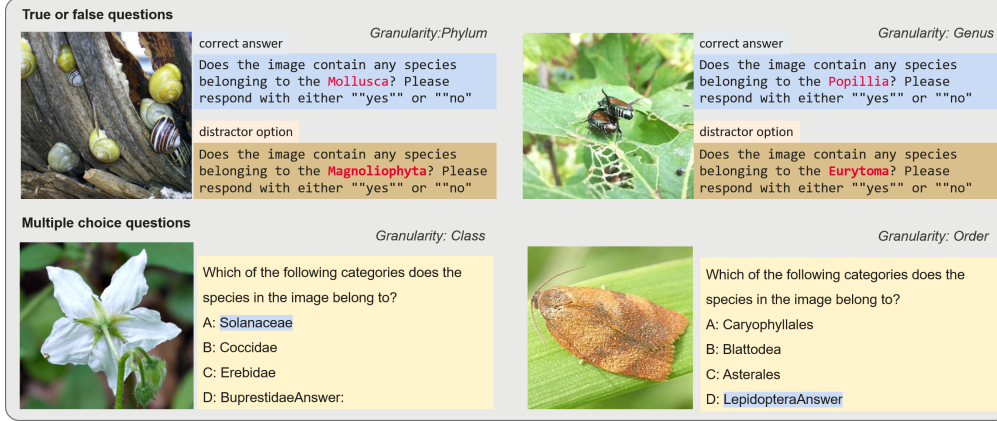 True or false questions
Granularity:Phylum
correct answer
Does the image contain any species
belonging to the Mollusca? Please
respond with either ""yes"" or ""no"
distractor option
Does the image contain any species
belonging to the Magnoliophyta? Please
respond with either ""yes"" or ""no"
Granularity: Genus
correct answer
Does the image contain any species
belonging to the Popillia? Please
respond with either ""yes"" or ""no"
distractor option
Does the image contain any species
belonging to the Eurytoma? Please
respond with either ""yes"" or ""no"
Multiple choice questions
Granularity: Class
Which of the following categories does the
species in the image belong to?
A: Solanaceae
B: Coccidae
C: Erebidae
D: BuprestidaeAnswer:
Granularity: Order
Which of the following categories does the
species in the image belong to?
A: Caryophyllales
B: Blattodea
C: Asterales
D: LepidopteraAnswer